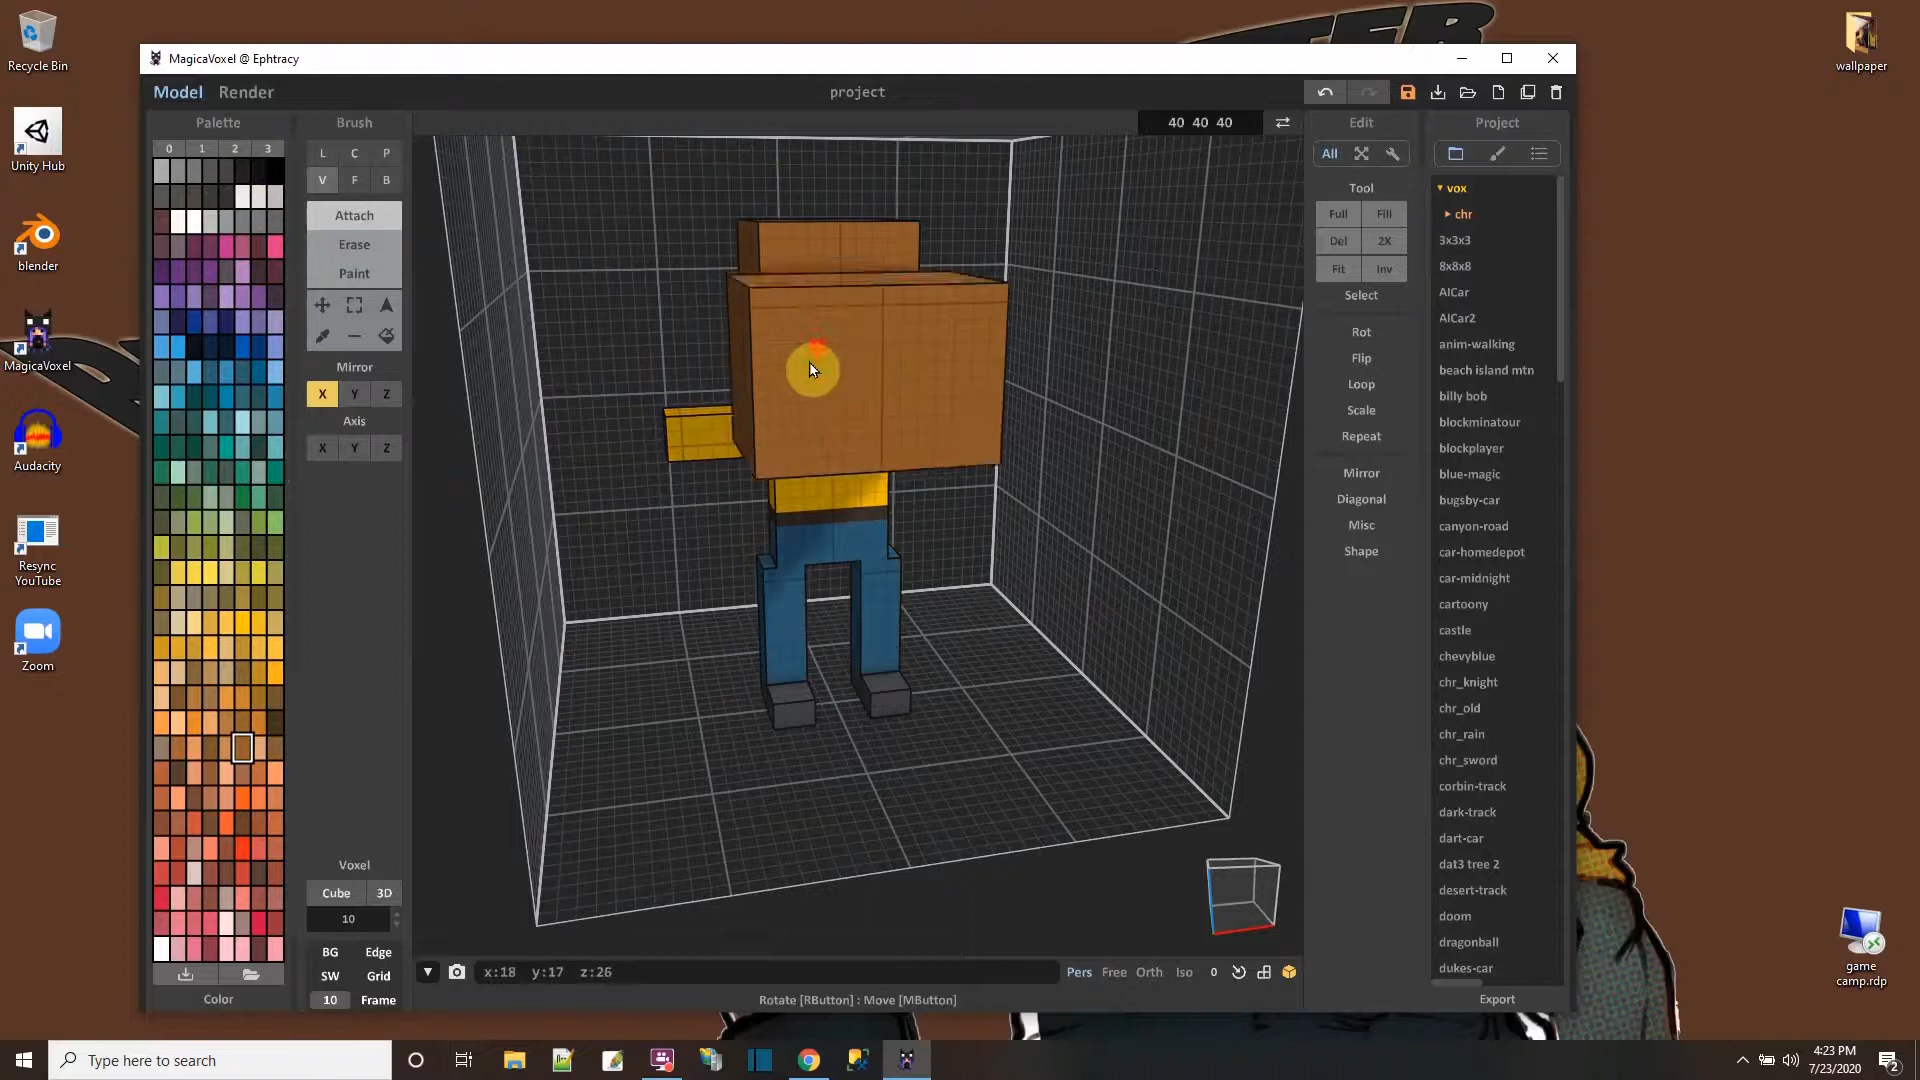 Recycle Bin
Unity Hub
blender
MagicaVoxel
Audacity
Resync
YouTube
Zoom
wallpaper
game
camp.rdp
MagicaVoxel @ Ephtracy
Model Render
project
Palette
0 1 2 3
Color
Brush
L C P
V F B
Attach
Erase
Paint
Mirror
X Y Z
Axis
X Y Z
Voxel
Cube 3D
10
BG Edge
SW Grid
10 Frame
40 40 40
x:18 y:17 z:26
Pers Free Orth Iso 0
Rotate [RButton] : Move [MButton]
Edit
All
Tool
Full Fill
Del 2X
Fit Inv
Select
Rot
Flip
Loop
Scale
Repeat
Mirror
Diagonal
Misc
Shape
Project
vox
chr
3x3x3
8x8x8
AICar
AICar2
anim-walking
beach island mtn
billy bob
blockminatour
blockplayer
blue-magic
bugsby-car
canyon-road
car-homedepot
car-midnight
cartoony
castle
chevyblue
chr_knight
chr_old
chr_rain
chr_sword
corbin-track
dark-track
dart-car
dat3 tree 2
desert-track
doom
dragonball
dukes-car
Export
Type here to search
4:23 PM
7/23/2020
2